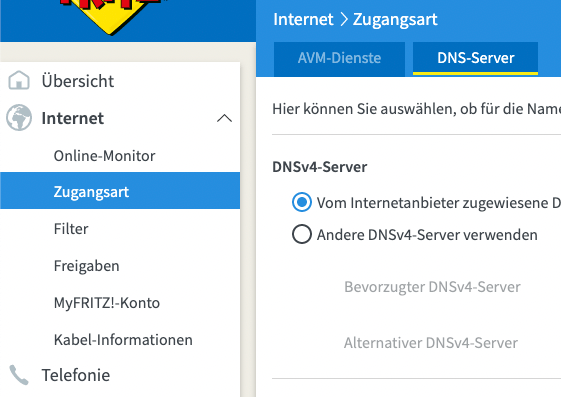 Internet > Zugangsart
AVM-Dienste
DNS-Server
Übersicht
Internet
Online-Monitor
Zugangsart
Filter
Freigaben
MyFRITZ!-Konto
Kabel-Informationen
Telefonie
Hier können Sie auswählen, ob für die Name
DNSv4-Server
Vom Internetanbieter zugewiesene D
Andere DNSv4-Server verwenden
Bevorzugter DNSv4-Server
Alternativer DNSv4-Server